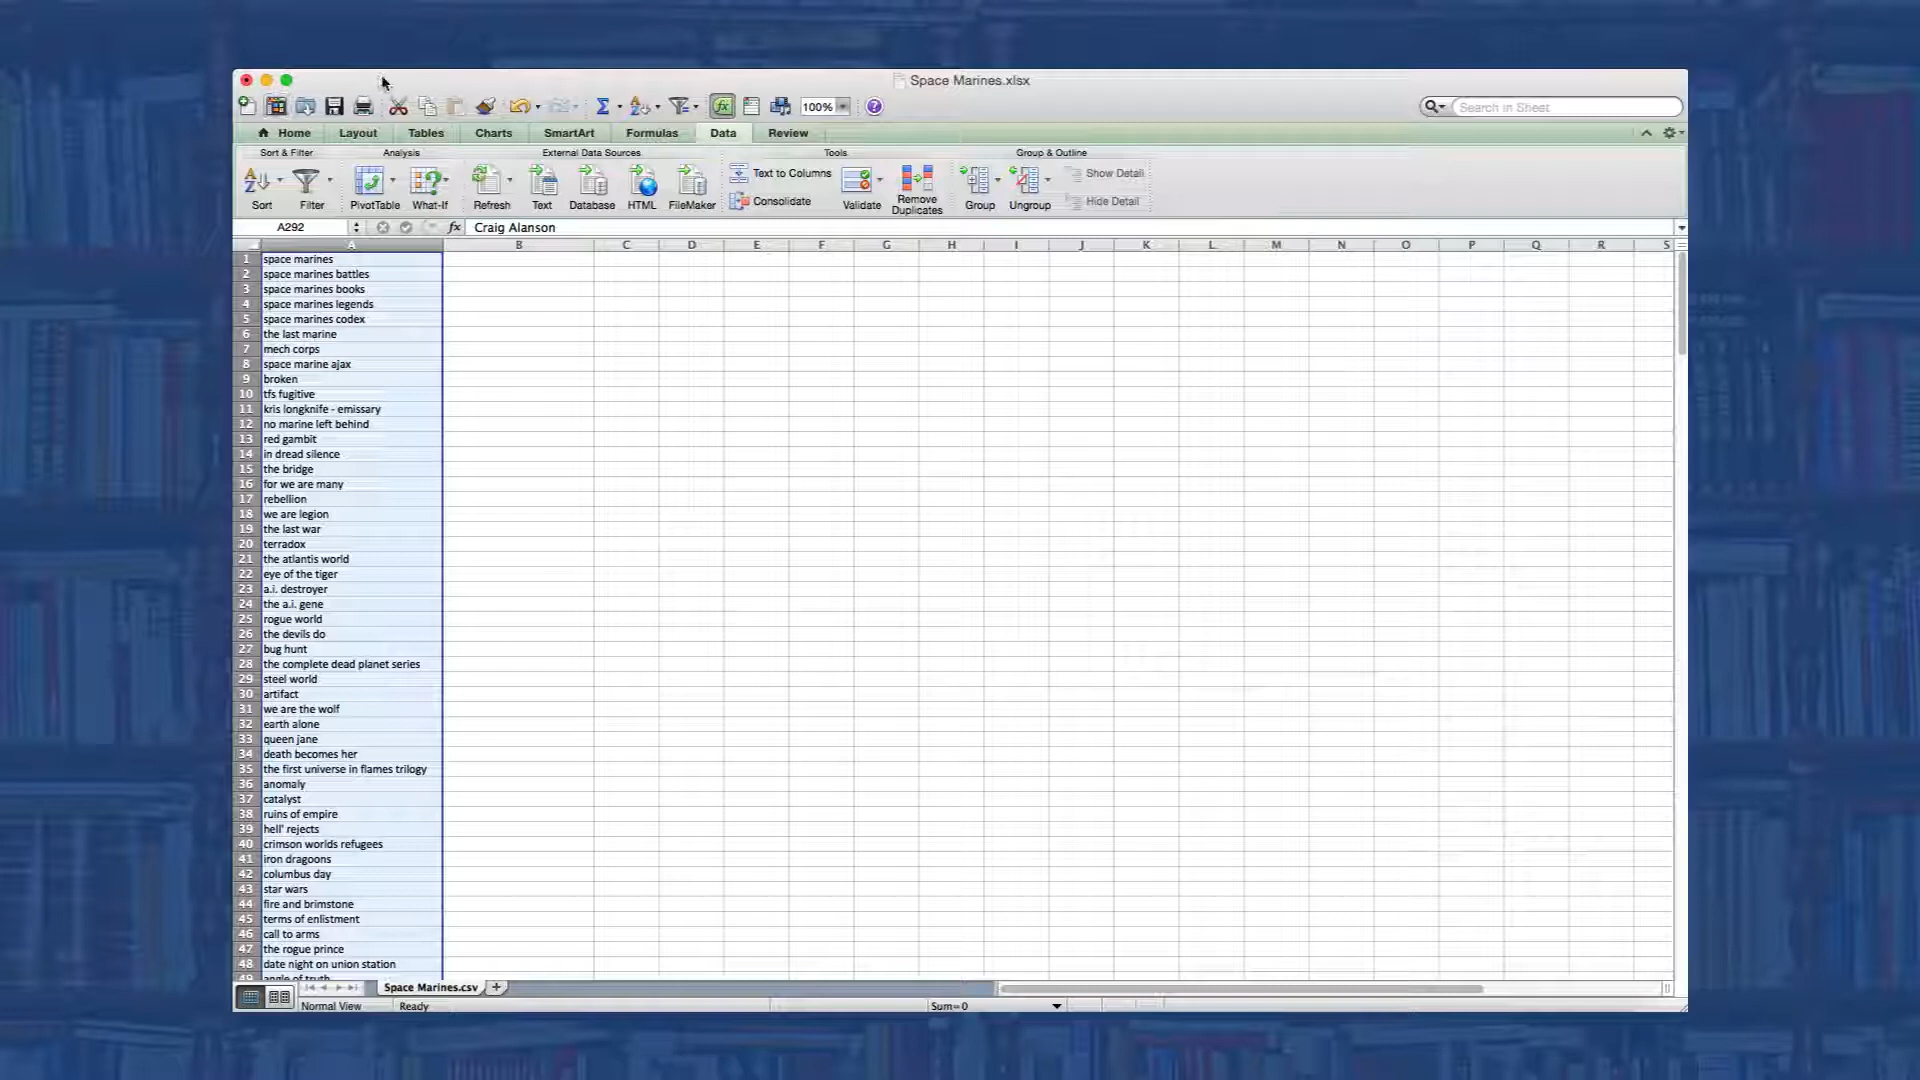 Space Marines.xlsx
100%
Search in Sheet
Home Layout Tables Charts SmartArt Formulas Data Review
Sort & Filter Analysis External Data Sources Tools Group & Outline
Text to Columns Show Detail
Consolidate Hide Detail
Sort Filter PivotTable What-If Refresh Text Database HTML FileMaker Validate Remove Duplicates Group Ungroup
A292 fx Craig Alanson
A B C D E F G H I J K L M N O P Q R S
1 space marines
2 space marines battles
3 space marines books
4 space marines legends
5 space marines codex
6 the last marine
7 mech corps
8 space marine ajax
9 broken
10 tfs fugitive
11 kris longknife - emissary
12 no marine left behind
13 red gambit
14 in dread silence
15 the bridge
16 for we are many
17 rebellion
18 we are legion
19 the last war
20 terradox
21 the atlantis world
22 eye of the tiger
23 a.i. destroyer
24 the a.i. gene
25 rogue world
26 the devils do
27 bug hunt
28 the complete dead planet series
29 steel world
30 artifact
31 we are the wolf
32 earth alone
33 queen jane
34 death becomes her
35 the first universe in flames trilogy
36 anomaly
37 catalyst
38 ruins of empire
39 hell' rejects
40 crimson worlds refugees
41 iron dragoons
42 columbus day
43 star wars
44 fire and brimstone
45 terms of enlistment
46 call to arms
47 the rogue prince
48 date night on union station
49 angle of truth
Space Marines.csv
Normal View Ready Sum=0